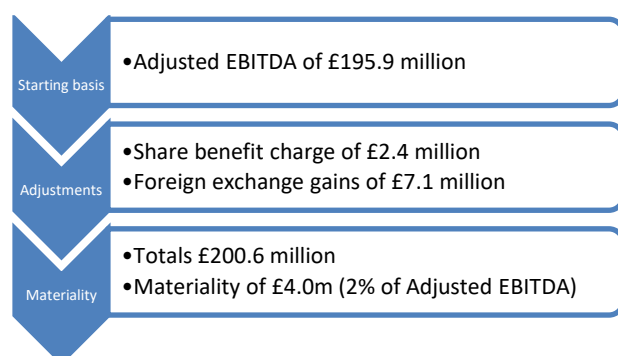 Starting basis
•Adjusted EBITDA of £195.9 million
Adjustments
•Share benefit charge of £2.4 million
•Foreign exchange gains of £7.1 million
Materiality
•Totals £200.6 million
•Materiality of £4.0m (2% of Adjusted EBITDA)